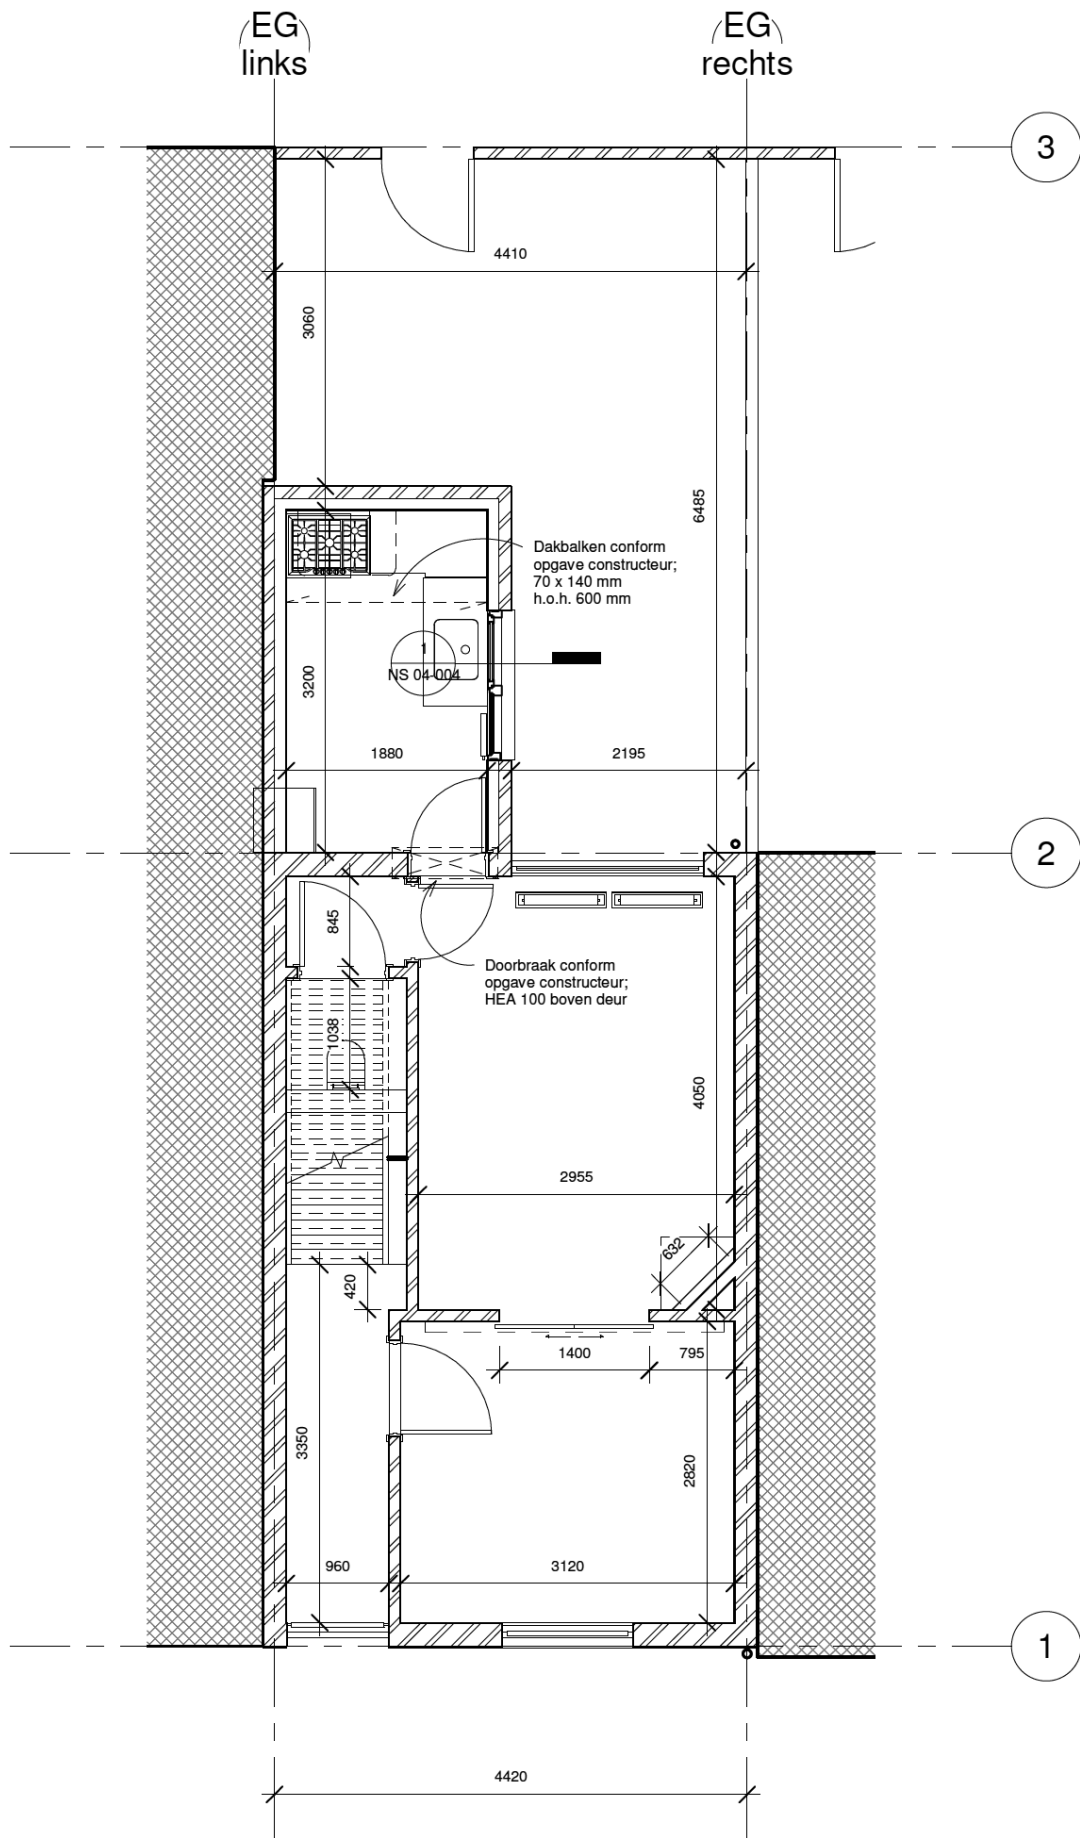 EG
links
EG
rechts
3
4410
3060
6485
Dakbalken conform
opgave constructeur;
70 x 140 mm
h.o.h. 600 mm
1
NS 04-004
3200
1880
2195
2
845
Doorbraak conform
opgave constructeur;
HEA 100 boven deur
1038
4050
2955
632
420
1400
795
3350
2820
960
3120
1
4420